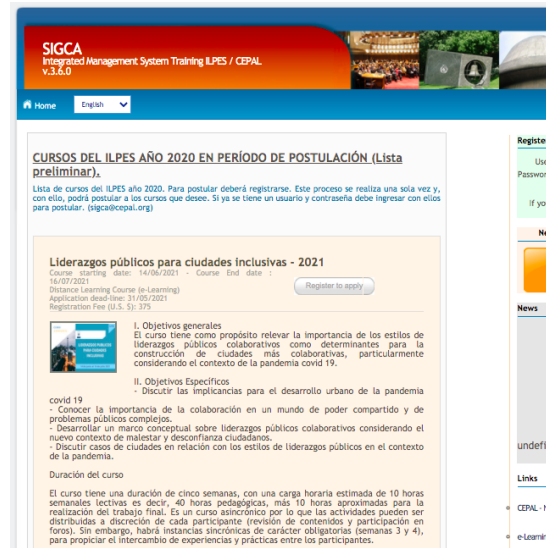 SIGCA
Integrated Management System Training ILPES / CEPAL
v.3.6.0
Home
English
CURSOS DEL ILPES AÑO 2020 EN PERÍODO DE POSTULACIÓN (Lista
preliminar).
Lista de cursos del ILPES año 2020. Para postular deberá registrarse. Este proceso se realiza una sola vez y,
con ello, podrá postular a los cursos que desee. Si ya se tiene un usuario y contraseña debe ingresar con ellos
para postular. (sigca@cepal.org)
Liderazgos públicos para ciudades inclusivas - 2021
Course starting date: 14/06/2021 - Course End date :
16/07/2021
Distance Learning Course (e-Learning)
Application dead-line: 31/05/2021
Registration Fee (U.S. $): 375
Register to apply
LIDERAZGOS PÚBLICOS
PARA CIUDADES
INCLUSIVAS
I. Objetivos generales
El curso tiene como propósito relevar la importancia de los estilos de
liderazgos públicos colaborativos como determinantes para la
construcción de ciudades más colaborativas, particularmente
considerando el contexto de la pandemia covid 19.
II. Objetivos Específicos
- Discutir las implicancias para el desarrollo urbano de la pandemia
covid 19
- Conocer la importancia de la colaboración en un mundo de poder compartido y de
problemas públicos complejos.
- Desarrollar un marco conceptual sobre liderazgos públicos colaborativos considerando el
nuevo contexto de malestar y desconfianza ciudadanos.
- Discutir casos de ciudades en relación con los estilos de liderazgos públicos en el contexto
de la pandemia.
Duración del curso
El curso tiene una duración de cinco semanas, con una carga horaria estimada de 10 horas
semanales lectivas es decir, 40 horas pedagógicas, más 10 horas aproximadas para la
realización del trabajo final. Es un curso asincrónico por lo que las actividades pueden ser
distribuidas a discreción de cada participante (revisión de contenidos y participación en
foros). Sin embargo, habrá instancias sincrónicas de carácter obligatorias (semanas 3 y 4),
para propiciar el intercambio de experiencias y prácticas entre los participantes.
Registe
Use
Passwor
If yo
Ne
News
undefi
Links
CEPAL - N
e-Learnin